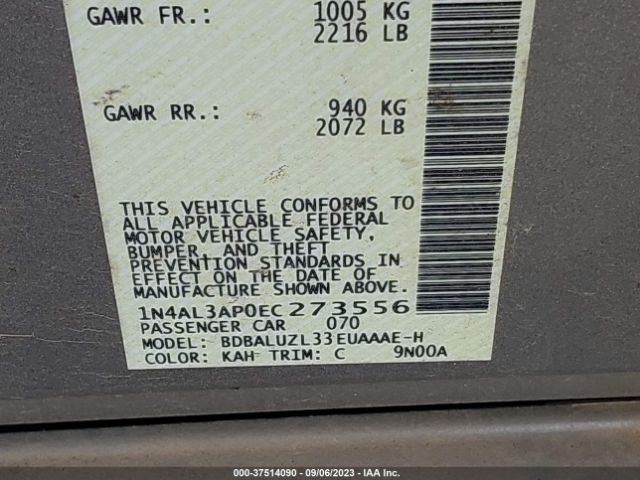 GAWR FR.: 1005 KG
2216 LB
GAWR RR.: 940 KG
2072 LB
THIS VEHICLE CONFORMS TO
ALL APPLICABLE FEDERAL
MOTOR VEHICLE SAFETY,
BUMPER, AND THEFT
PREVENTION STANDARDS IN
EFFECT ON THE DATE OF
MANUFACTURE SHOWN ABOVE.
1N4AL3AP0EC273556
PASSENGER CAR 070
MODEL: BDBALUZL33EUAAAE-H
COLOR: KAH TRIM: C 9N00A
000-37514090 - 09/06/2023 - IAA Inc.